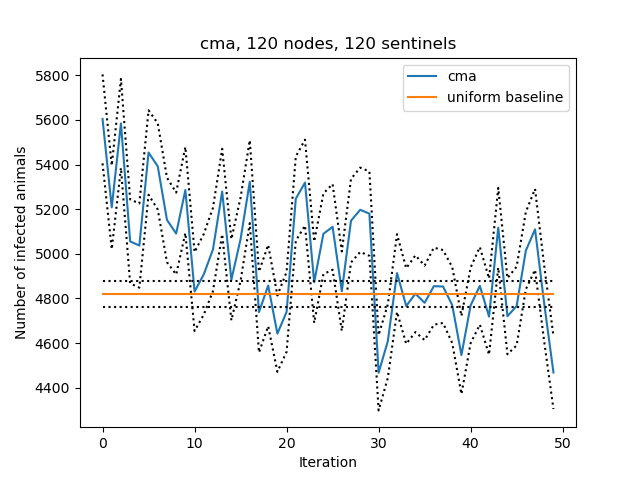 cma, 120 nodes, 120 sentinels
cma
uniform baseline
Number of infected animals
5800
5600
5400
5200
5000
4800
4600
4400
0 10 20 30 40 50
Iteration